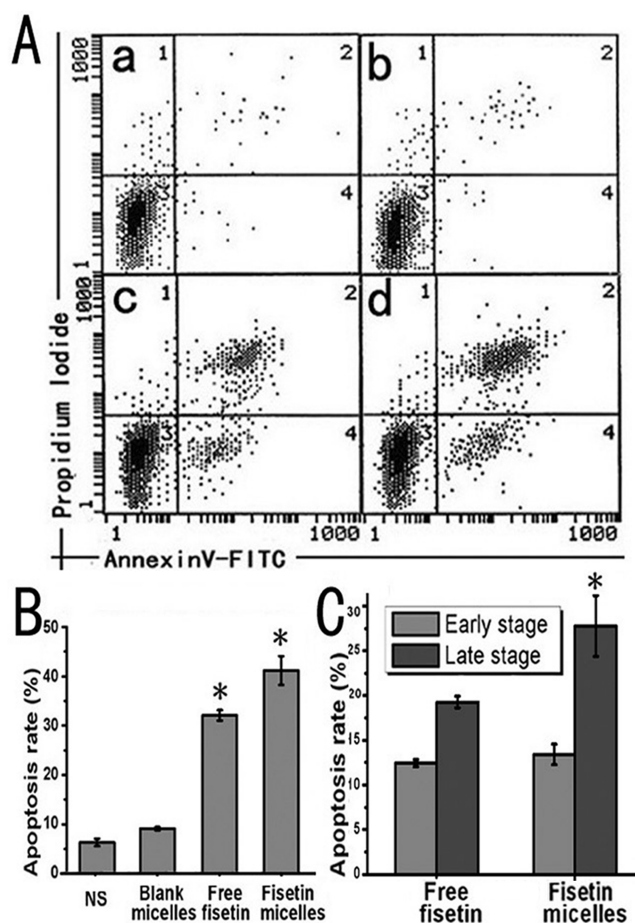 A
1000
a
1
2
b
1
2
3
4
3
4
1
1000
c
1
2
d
1
2
3
4
3
4
1
Propidium Iodide
1
1000
1
1000
AnnexinV-FITC
B
50
40
30
20
10
0
Apoptosis rate (%)
*
*
NS
Blank micelles
Free fisetin
Fisetin micelles
C
30
25
20
15
10
5
0
Apoptosis rate (%)
Early stage
Late stage
*
Free fisetin
Fisetin micelles